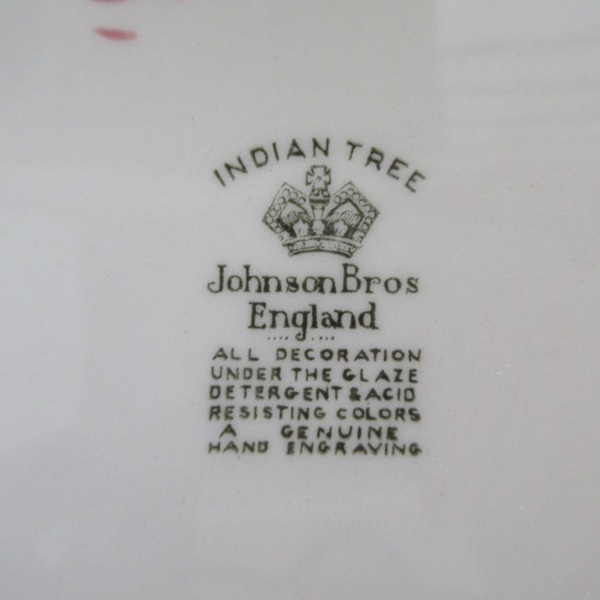 INDIAN TREE
Johnson Bros
England
ALL DECORATION
UNDER THE GLAZE
DETERGENT & ACID
RESISTING COLORS
A GENUINE
HAND ENGRAVING